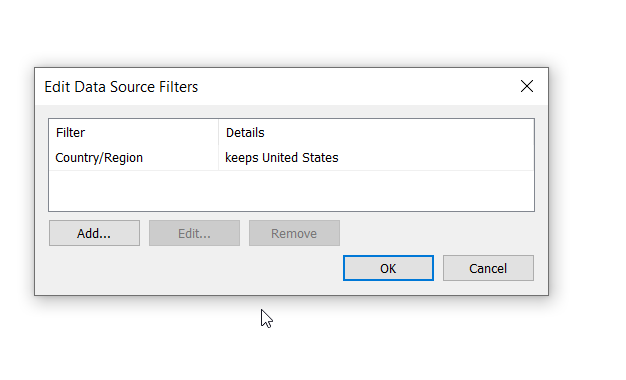 Edit Data Source Filters
Filter Details
Country/Region keeps United States
Add... Edit... Remove
OK Cancel